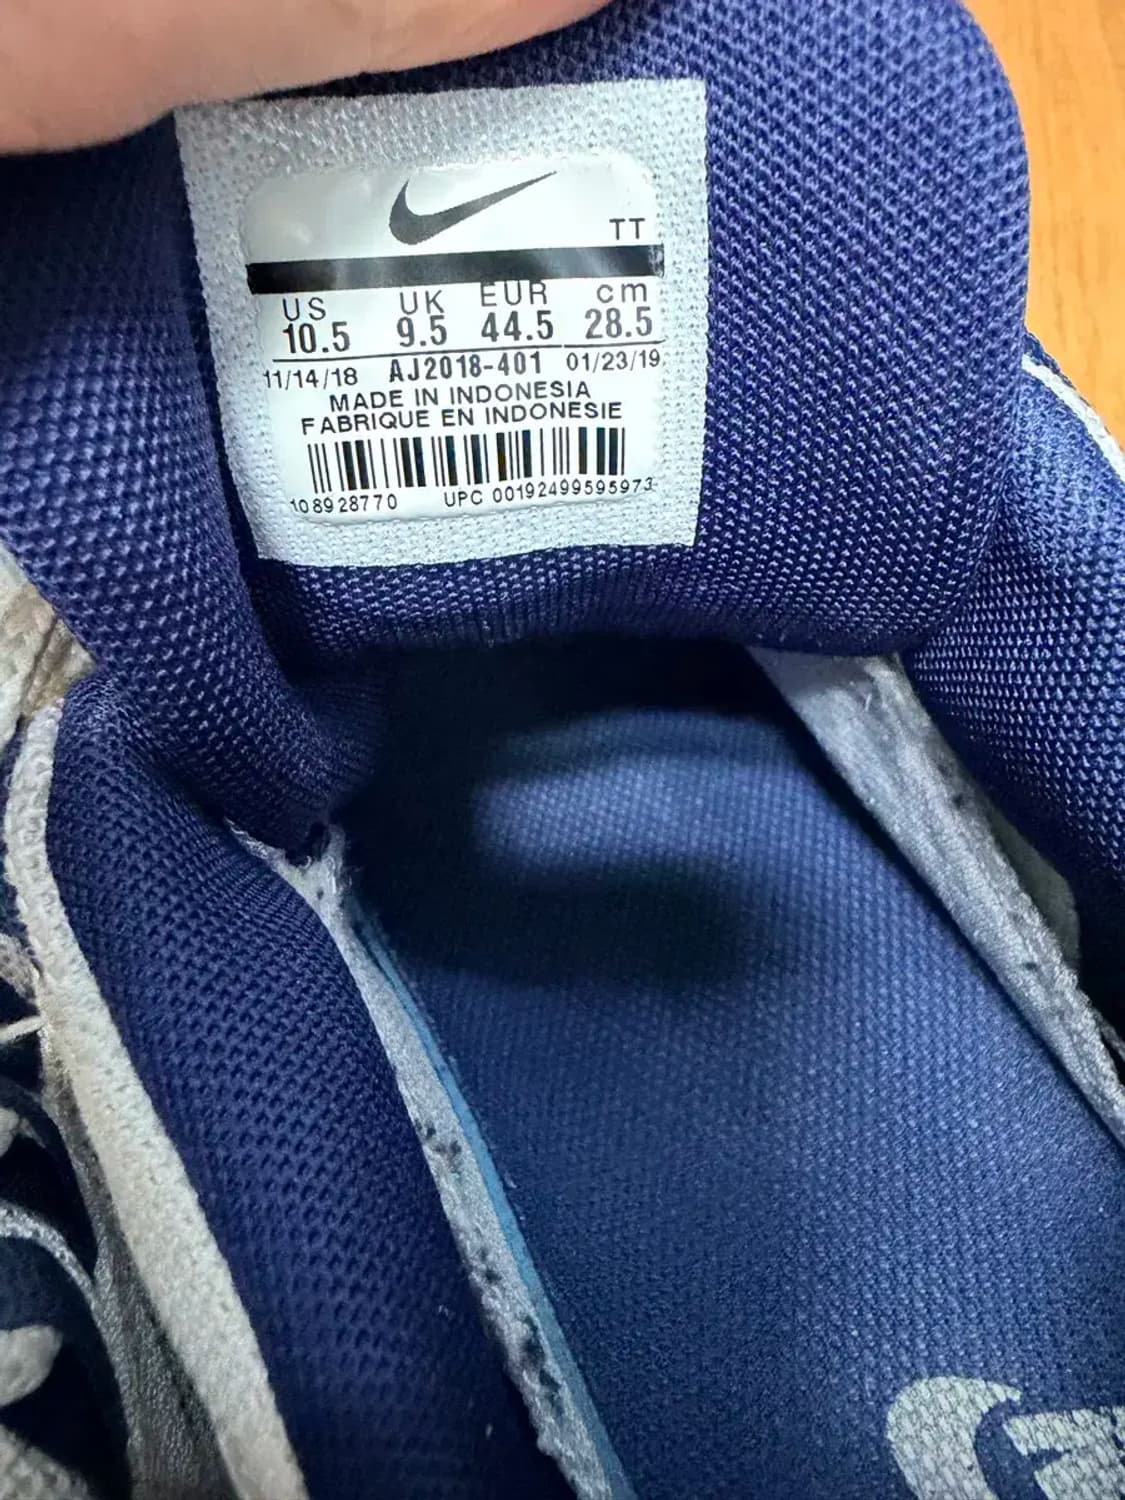 TT
US UK EUR cm
10.5 9.5 44.5 28.5
11/14/18 AJ2018-401 01/23/19
MADE IN INDONESIA
FABRIQUE EN INDONESIE
108928770 UPC 00192499595973